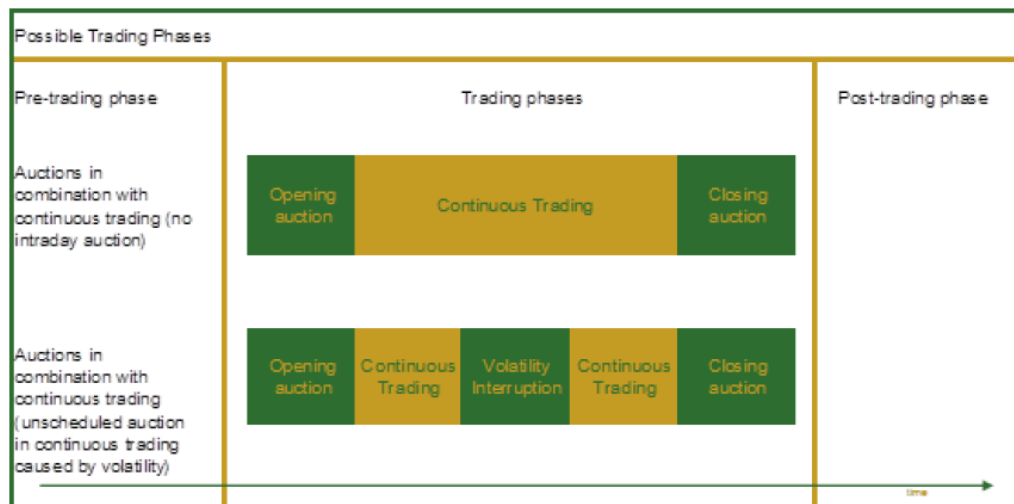 Possible Trading Phases
Pre-trading phase
Trading phases
Post-trading phase
Auctions in
combination with
continuous trading (no
intraday auction)
Opening
auction
Continuous Trading
Closing
auction
Auctions in
combination with
continuous trading
(unscheduled auction
in continuous trading
caused by volatility)
Opening
auction
Continuous
Trading
Volatility
Interruption
Continuous
Trading
Closing
auction
time